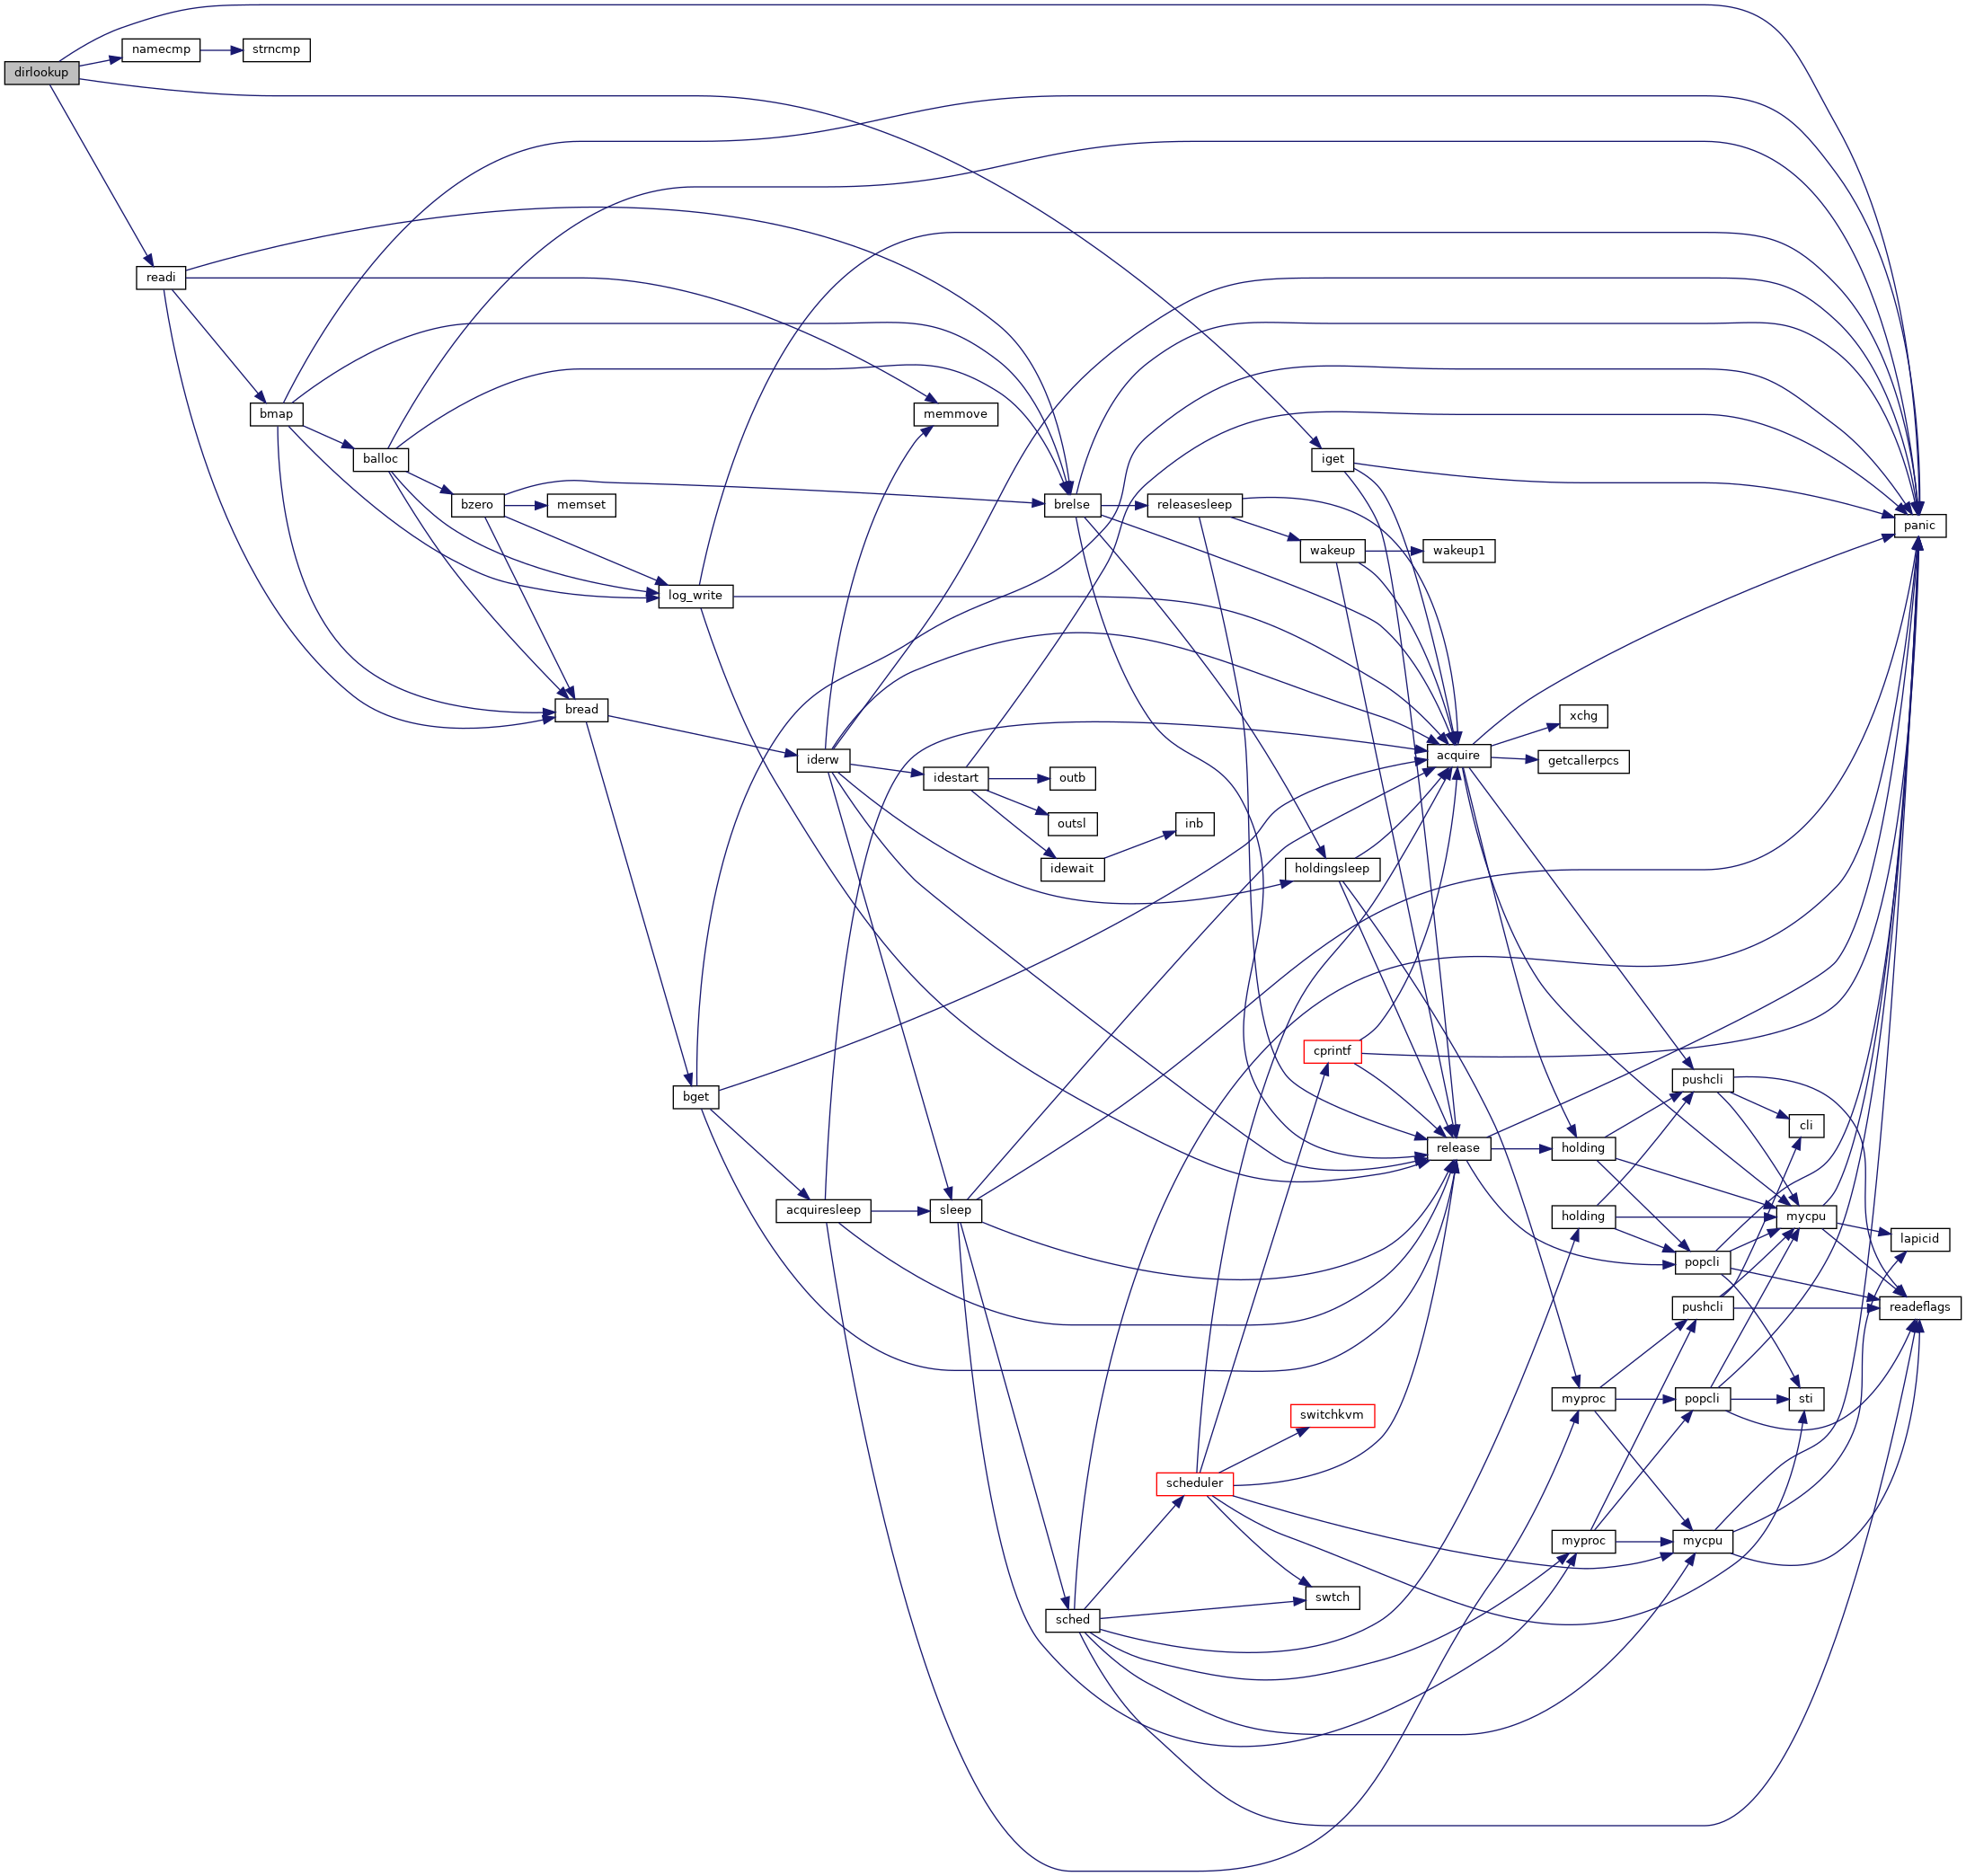 dirlookup
namecmp
strncmp
readi
bmap
balloc
bzero
memset
log_write
bread
memmove
brelse
releasesleep
iget
wakeup
wakeup1
panic
iderw
idestart
outb
outsl
inb
idewait
acquire
xchg
getcallerpcs
holdingsleep
bget
acquiresleep
sleep
cprintf
release
holding
pushcli
cli
holding
mycpu
lapicid
popcli
pushcli
readeflags
myproc
popcli
sti
switchkvm
scheduler
myproc
mycpu
swtch
sched